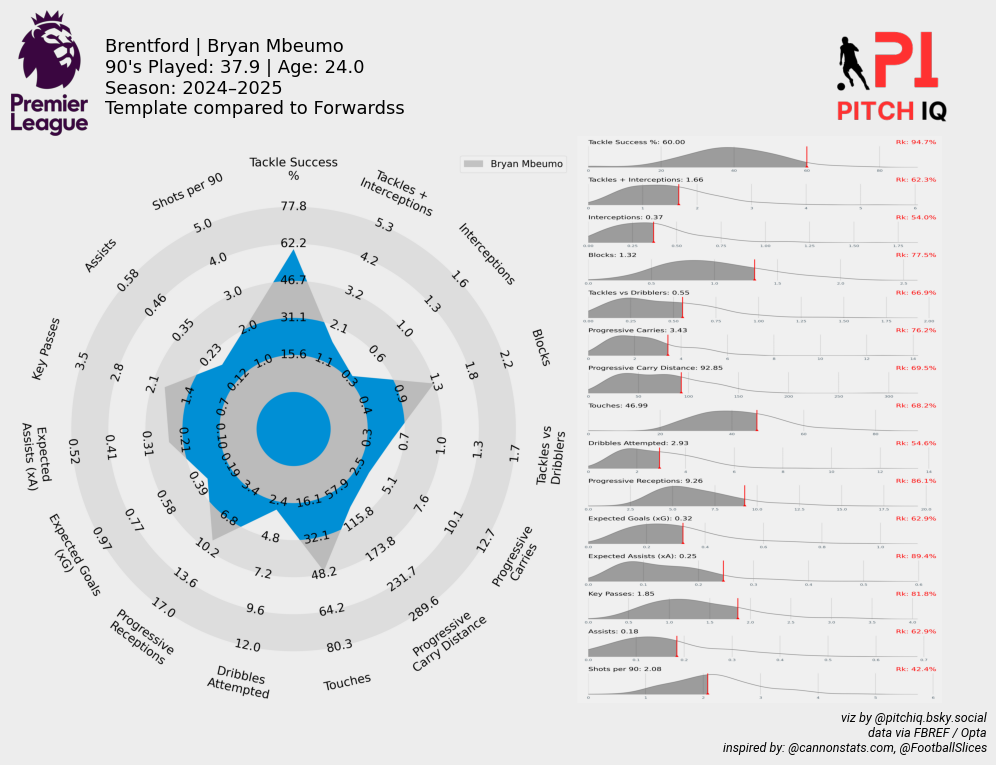 Premier
League
Brentford | Bryan Mbeumo
90's Played: 37.9 | Age: 24.0
Season: 2024–2025
Template compared to Forwardss
PI
PITCH IQ
Bryan Mbeumo
Tackle Success
%
77.8
62.2
46.7
31.1
15.6
Tackles +
Interceptions
5.3
4.2
3.2
2.1
1.1
Interceptions
1.6
1.3
1.0
0.6
0.3
Blocks
2.2
1.8
1.3
0.9
0.4
Tackles vs
Dribblers
1.7
1.3
1.0
0.7
0.3
Progressive
Carries
12.7
10.1
7.6
5.1
2.5
Progressive
Carry Distance
289.6
231.7
173.8
115.8
57.9
Touches
80.3
64.2
48.2
32.1
16.1
Dribbles
Attempted
12.0
9.6
7.2
4.8
2.4
Progressive
Receptions
17.0
13.6
10.2
6.8
3.4
Expected Goals
(xG)
0.97
0.77
0.58
0.39
0.19
Expected
Assists (xA)
0.52
0.41
0.31
0.21
0.10
Key Passes
3.5
2.8
2.1
1.4
0.7
Assists
0.58
0.46
0.35
0.23
0.12
Shots per 90
5.0
4.0
3.0
2.0
1.0
Tackle Success %: 60.00 Rk: 94.7%
Tackles + Interceptions: 1.66 Rk: 62.3%
Interceptions: 0.37 Rk: 54.0%
Blocks: 1.32 Rk: 77.5%
Tackles vs Dribblers: 0.55 Rk: 66.9%
Progressive Carries: 3.43 Rk: 76.2%
Progressive Carry Distance: 92.85 Rk: 69.5%
Touches: 46.99 Rk: 68.2%
Dribbles Attempted: 2.93 Rk: 54.6%
Progressive Receptions: 9.26 Rk: 86.1%
Expected Goals (xG): 0.32 Rk: 62.9%
Expected Assists (xA): 0.25 Rk: 89.4%
Key Passes: 1.85 Rk: 81.8%
Assists: 0.18 Rk: 62.9%
Shots per 90: 2.08 Rk: 42.4%
viz by @pitchiq.bsky.social
data via FBREF / Opta
inspired by: @cannonstats.com, @FootballSlices